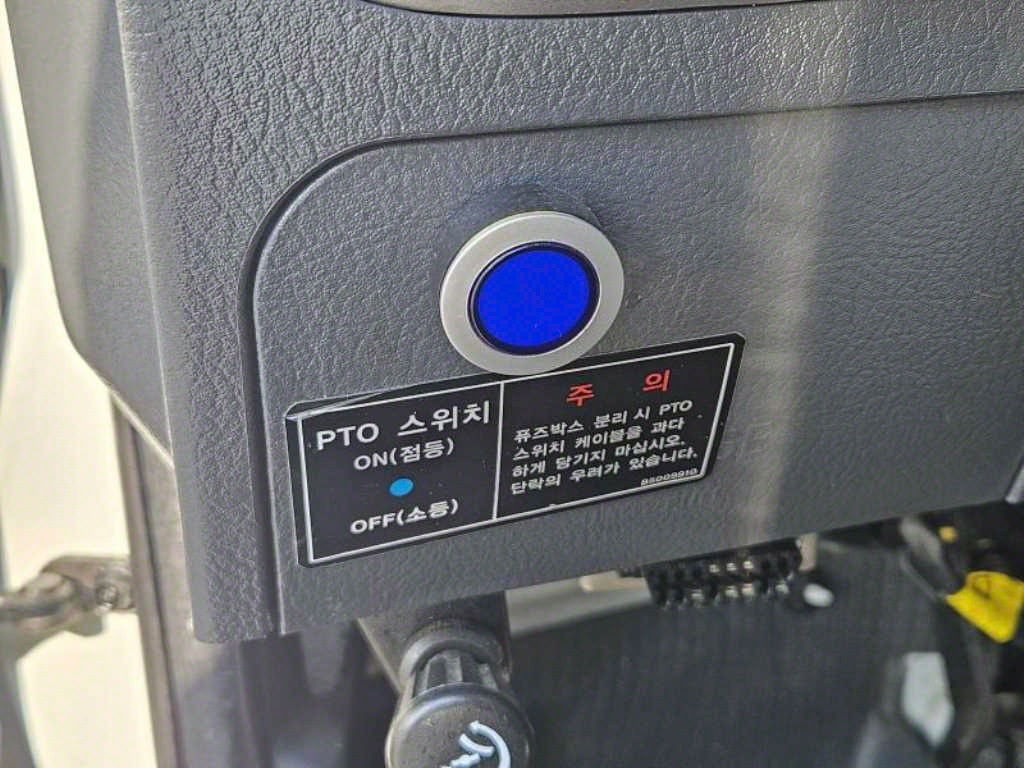 PTO 스위치
ON(점등)
OFF(소등)
주 의
퓨즈박스 분리 시 PTO
스위치 케이블을 과다
하게 당기지 마십시오.
단락의 우려가 있습니다.
BS009910